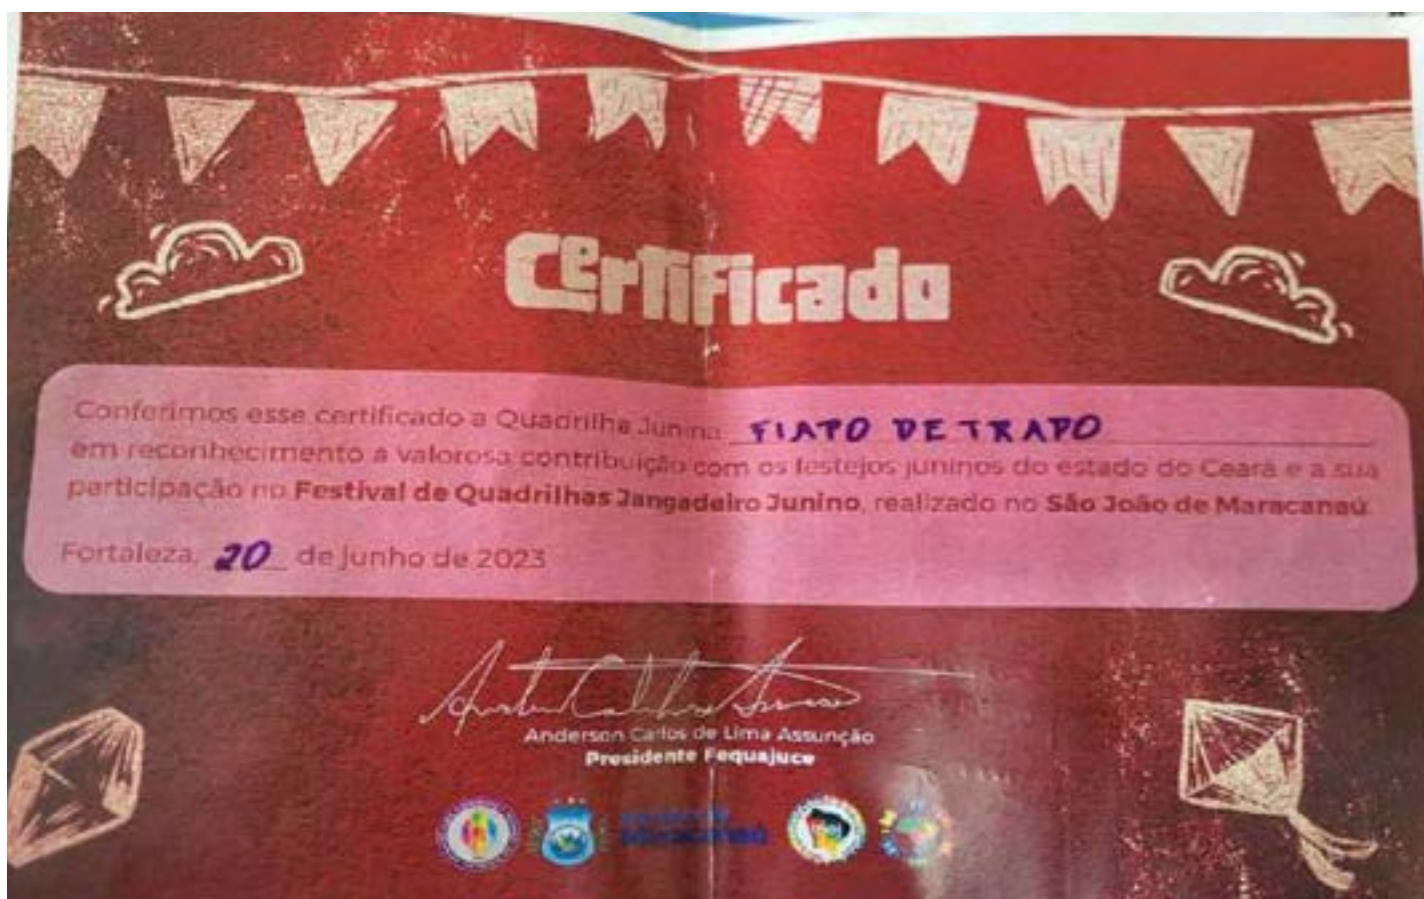 Certificado
Conferimos esse certificado a Quadrilha Junina FIAPO DE TRAPO
em reconhecimento a valorosa contribuição com os festejos juninos do estado do Ceará e a sua
participação no Festival de Quadrilhas Jangadeiro Junino, realizado no São João de Maracanaú.
Fortaleza, 20 de junho de 2023
Anderson Carlos de Lima Assunção
Presidente Fequajuce
Maracanaú